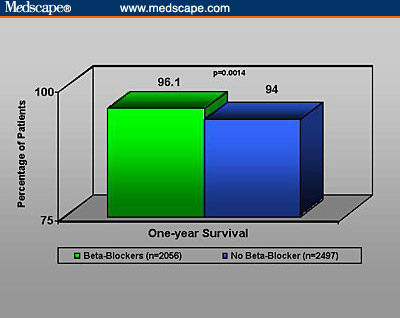 Medscape® www.medscape.com
96.1
p=0.0014
94
100
Percentage of Patients
75
One-year Survival
Beta-Blockers (n=2056)
No Beta-Blocker (n=2497)